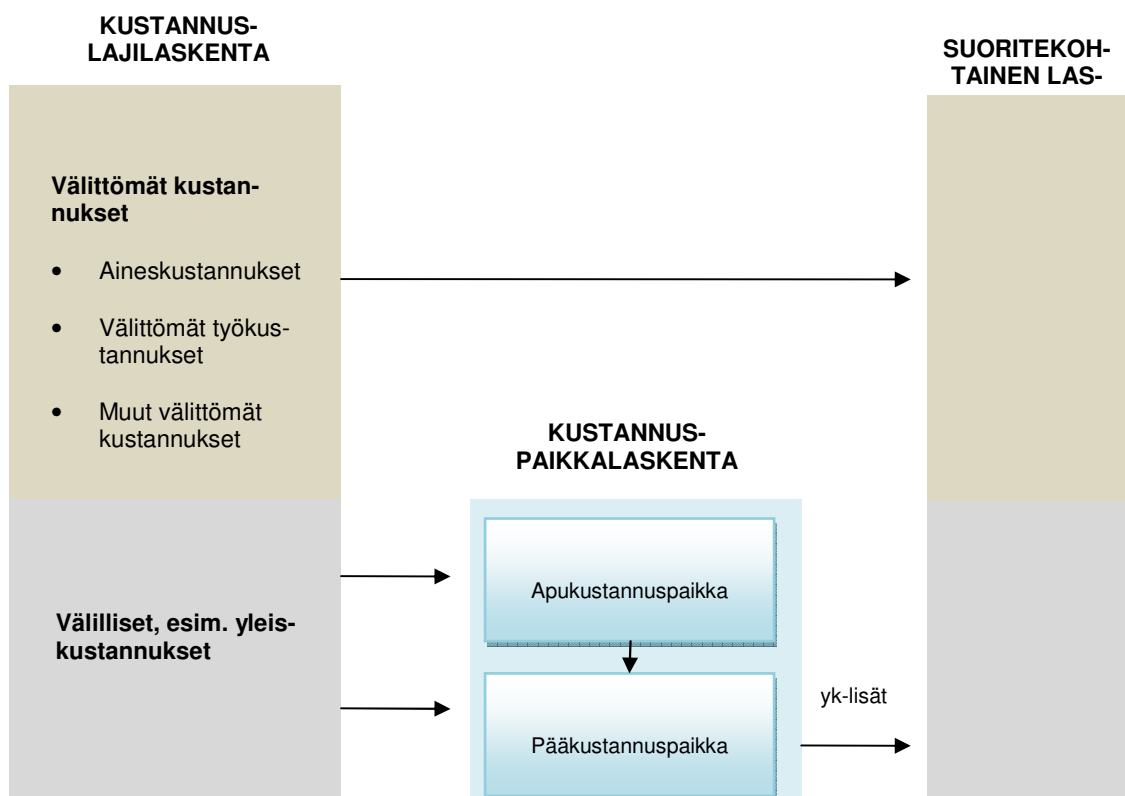 KUSTANNUS-
LAJILASKENTA
SUORITEKOH-
TAINEN LAS-
Välittömät kustan-
nukset
• Aineskustannukset
• Välittömät työkus-
tannukset
• Muut välittömät
kustannukset
KUSTANNUS-
PAIKKALASKENTA
Välilliset, esim. yleis-
kustannukset
Apukustannuspaikka
Pääkustannuspaikka
yk-lisät